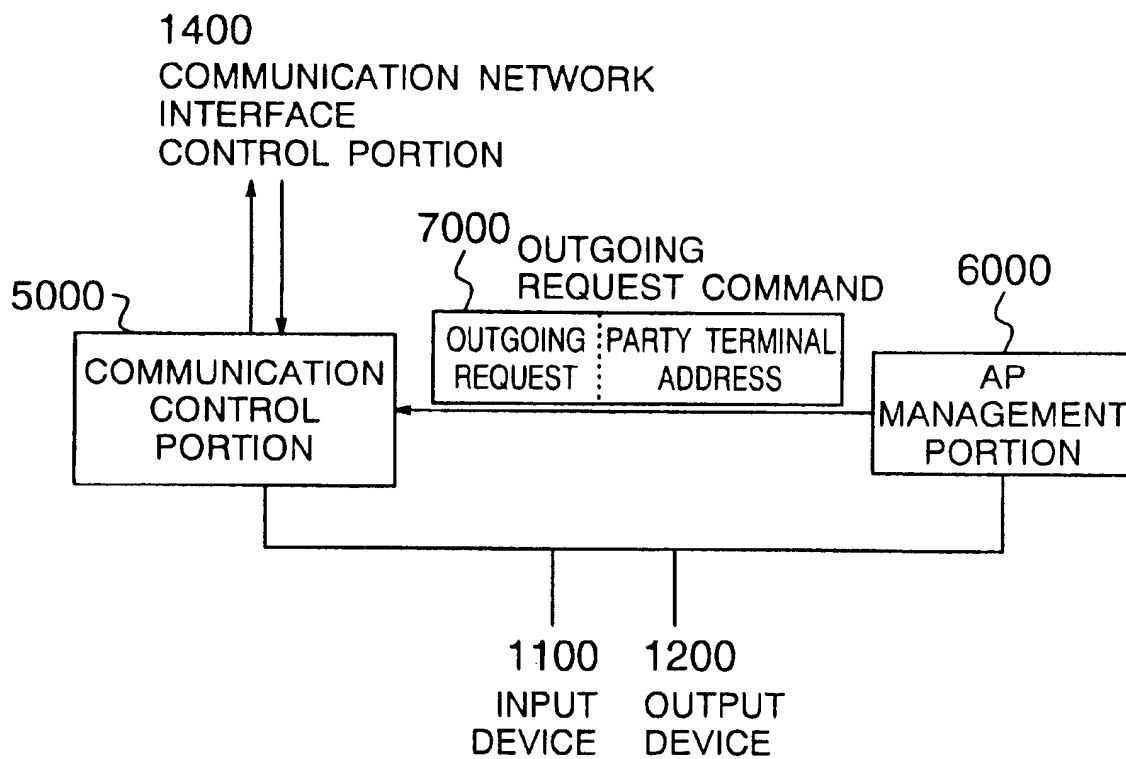 1400
COMMUNICATION NETWORK
INTERFACE
CONTROL PORTION
7000 OUTGOING
REQUEST COMMAND
6000
5000
OUTGOING
REQUEST
PARTY TERMINAL
ADDRESS
COMMUNICATION
CONTROL
PORTION
AP
MANAGEMENT
PORTION
1100
INPUT
DEVICE
1200
OUTPUT
DEVICE